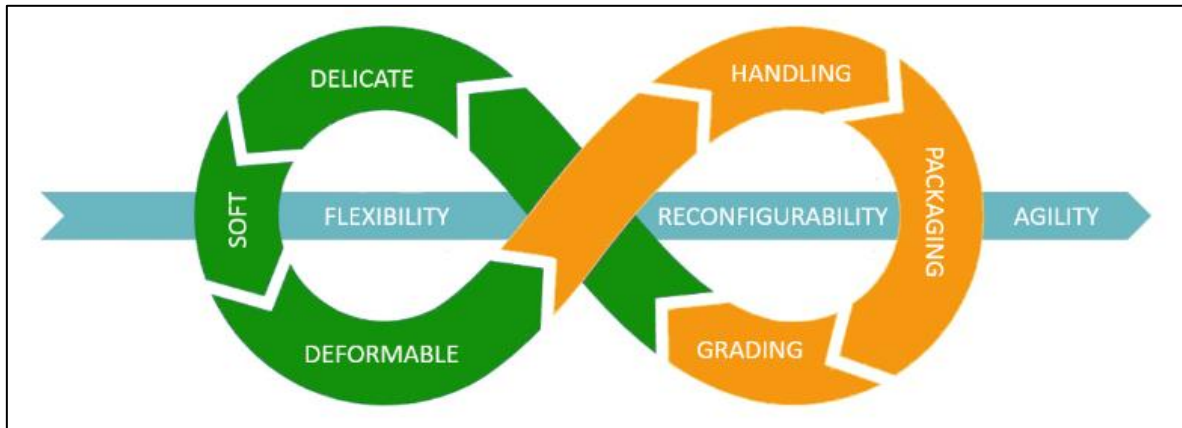 DELICATE
HANDLING
SOFT
FLEXIBILITY
RECONFIGURABILITY
PACKAGING
AGILITY
DEFORMABLE
GRADING